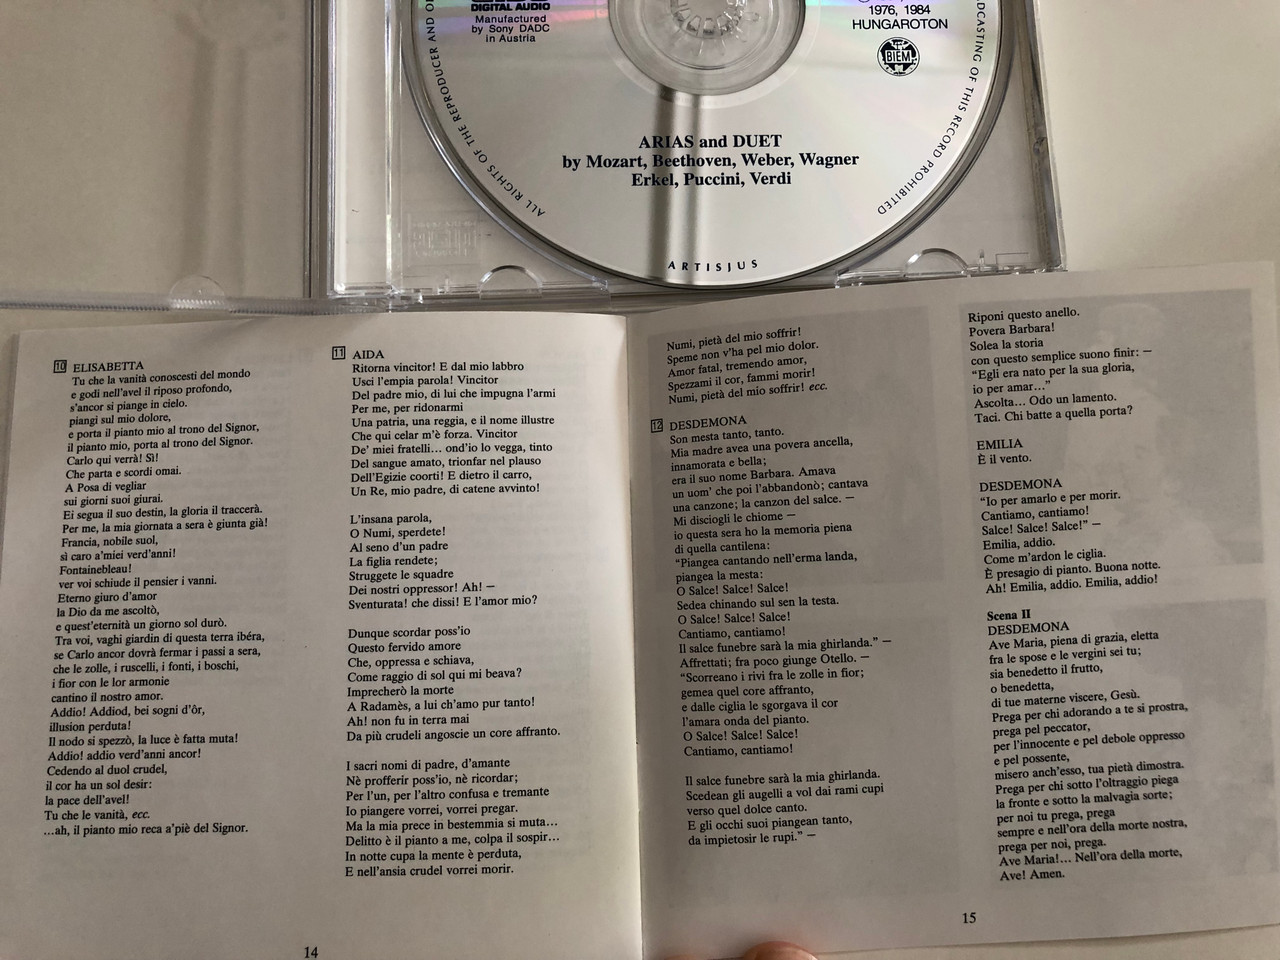 DIGITAL AUDIO
Manufactured
by Sony DADC
in Austria
1976, 1984
HUNGAROTON
BIEM
ALL RIGHTS OF THE REPRODUCER AND
OF THIS RECORD PROHIBITED
ARIAS and DUET
by Mozart, Beethoven, Weber, Wagner
Erkel, Puccini, Verdi
ARTISJUS
10 ELISABETTA
Tu che la vanità conoscesti del mondo
e godi nell'avel il riposo profondo,
s'ancor si piange in cielo.
piangi sul mio dolore,
e porta il pianto mio al trono del Signor,
il pianto mio, porta al trono del Signor.
Carlo qui verrà! Sì!
Che parta e scordi omai.
A Posa di vegliar
sui giorni suoi giurai.
Ei segua il suo destin, la gloria il traccerà.
Per me, la mia giornata a sera è giunta già!
Francia, nobile suol,
sì caro a'miei verd'anni!
Fontainebleau!
ver voi schiude il pensier i vanni.
Eterno giuro d'amor
la Dio da me ascoltò,
e quest'eternità un giorno sol durò.
Tra voi, vaghi giardin di questa terra ibéra,
se Carlo ancor dovrà fermar i passi a sera,
che le zolle, i ruscelli, i fonti, i boschi,
i fior con le lor armonie
cantino il nostro amor.
Addio! Addiod, bei sogni d'ôr,
illusion perduta!
Il nodo si spezzò, la luce è fatta muta!
Addio! addio verd'anni ancor!
Cedendo al duol crudel,
il cor ha un sol desir:
la pace dell'avel!
Tu che le vanità, ecc.
...ah, il pianto mio reca a'piè del Signor.
11 AIDA
Ritorna vincitor! E dal mio labbro
Usci l'empia parola! Vincitor
Del padre mio, di lui che impugna l'armi
Per me, per ridonarmi
Una patria, una reggia, e il nome illustre
Che qui celar m'è forza. Vincitor
De' miei fratelli... ond'io lo vegga, tinto
Del sangue amato, trionfar nel plauso
Dell'Egizie coorti! E dietro il carro,
Un Re, mio padre, di catene avvinto!
L'insana parola,
O Numi, sperdete!
Al seno d'un padre
La figlia rendete;
Struggete le squadre
Dei nostri oppressor! Ah! –
Sventurata! che dissi! E l'amor mio?
Dunque scordar poss'io
Questo fervido amore
Che, oppressa e schiava,
Come raggio di sol qui mi beava?
Imprecherò la morte
A Radamès, a lui ch'amo pur tanto!
Ah! non fu in terra mai
Da più crudeli angoscie un core affranto.
I sacri nomi di padre, d'amante
Nè profferir poss'io, nè ricordar;
Per l'un, per l'altro confusa e tremante
Io piangere vorrei, vorrei pregar.
Ma la mia prece in bestemmia si muta...
Delitto è il pianto a me, colpa il sospir...
In notte cupa la mente è perduta,
E nell'ansia crudel vorrei morir.
14
Numi, pietà del mio soffrir!
Speme non v'ha pel mio dolor.
Amor fatal, tremendo amor,
Spezzami il cor, fammi morir!
Numi, pietà del mio soffrir! ecc.
12 DESDEMONA
Son mesta tanto, tanto.
Mia madre avea una povera ancella,
innamorata e bella;
era il suo nome Barbara. Amava
un uom' che poi l'abbandonò; cantava
una canzone; la canzon del salce. –
Mi disciogli le chiome –
io questa sera ho la memoria piena
di quella cantilena:
“Piangea cantando nell'erma landa,
piangea la mesta:
O Salce! Salce! Salce!
Sedea chinando sul sen la testa.
O Salce! Salce! Salce!
Cantiamo, cantiamo!
Il salce funebre sarà la mia ghirlanda.” –
Affrettati; fra poco giunge Otello. –
“Scorreano i rivi fra le zolle in fior;
gemea quel core affranto,
e dalle ciglia le sgorgava il cor
l'amara onda del pianto.
O Salce! Salce! Salce!
Cantiamo, cantiamo!
Il salce funebre sarà la mia ghirlanda.
Scedean gli augelli a vol dai rami cupi
verso quel dolce canto.
E gli occhi suoi piangean tanto,
da impietosir le rupi.” –
Riponi questo anello.
Povera Barbara!
Solea la storia
con questo semplice suono finir: –
“Egli era nato per la sua gloria,
io per amar...”
Ascolta... Odo un lamento.
Taci. Chi batte a quella porta?
EMILIA
È il vento.
DESDEMONA
“Io per amarlo e per morir.
Cantiamo, cantiamo!
Salce! Salce! Salce!” –
Emilia, addio.
Come m'ardon le ciglia.
È presagio di pianto. Buona notte.
Ah! Emilia, addio. Emilia, addio!
Scena II
DESDEMONA
Ave Maria, piena di grazia, eletta
fra le spose e le vergini sei tu;
sia benedetto il frutto,
o benedetta,
di tue materne viscere, Gesù.
Prega per chi adorando a te si prostra,
prega pel peccator,
per l'innocente e pel debole oppresso
e pel possente,
misero anch'esso, tua pietà dimostra.
Prega per chi sotto l'oltraggio piega
la fronte e sotto la malvagia sorte;
per noi tu prega, prega
sempre e nell'ora della morte nostra,
prega per noi, prega.
Ave Maria!... Nell'ora della morte,
Ave! Amen.
15